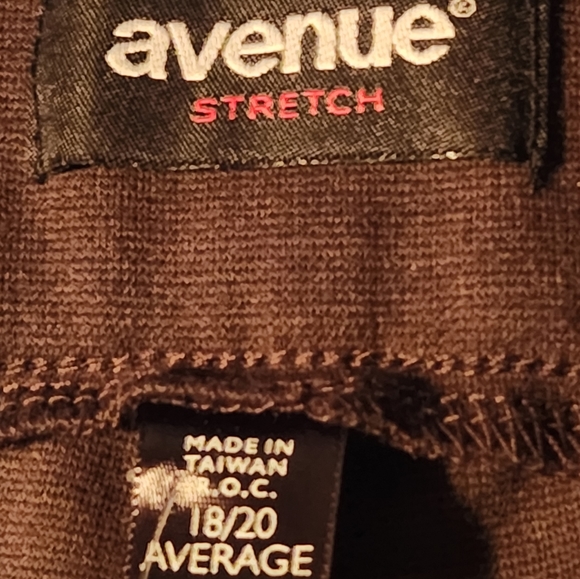 avenue®
STRETCH
MADE IN
TAIWAN
.O.C.
18/20
AVERAGE